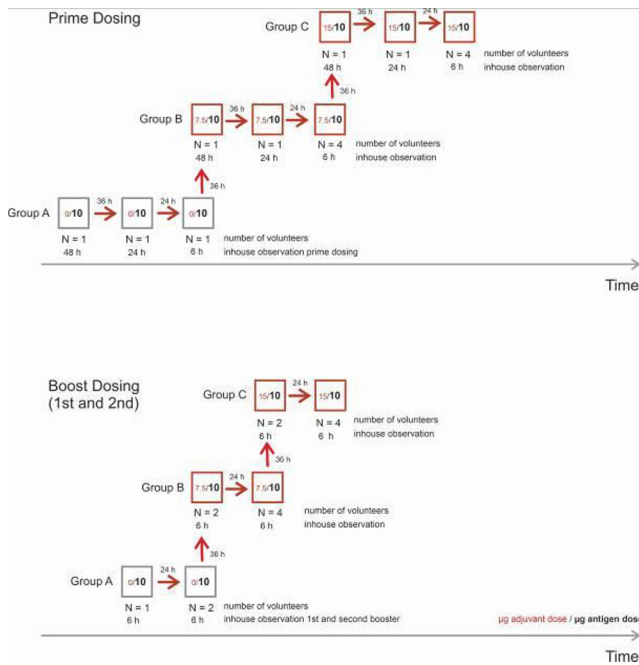 Prime Dosing
Group C
15/10
36 h
15/10
24 h
15/10
N = 1
N = 1
N = 4
number of volunteers
48 h
24 h
6 h
inhouse observation
36 h
Group B
7.5/10
36 h
7.5/10
24 h
7.5/10
N = 1
N = 1
N = 4
number of volunteers
48 h
24 h
6 h
inhouse observation
36 h
Group A
0/10
36 h
0/10
24 h
0/10
N = 1
N = 1
N = 1
number of volunteers
48 h
24 h
6 h
inhouse observation prime dosing
Time
Boost Dosing
(1st and 2nd)
Group C
15/10
24 h
15/10
N = 2
N = 4
number of volunteers
6 h
6 h
inhouse observation
36 h
Group B
7.5/10
24 h
7.5/10
N = 2
N = 4
number of volunteers
6 h
6 h
inhouse observation
36 h
Group A
0/10
24 h
0/10
N = 1
N = 2
number of volunteers
6 h
6 h
inhouse observation 1st and second booster
µg adjuvant dose / µg antigen dose
Time